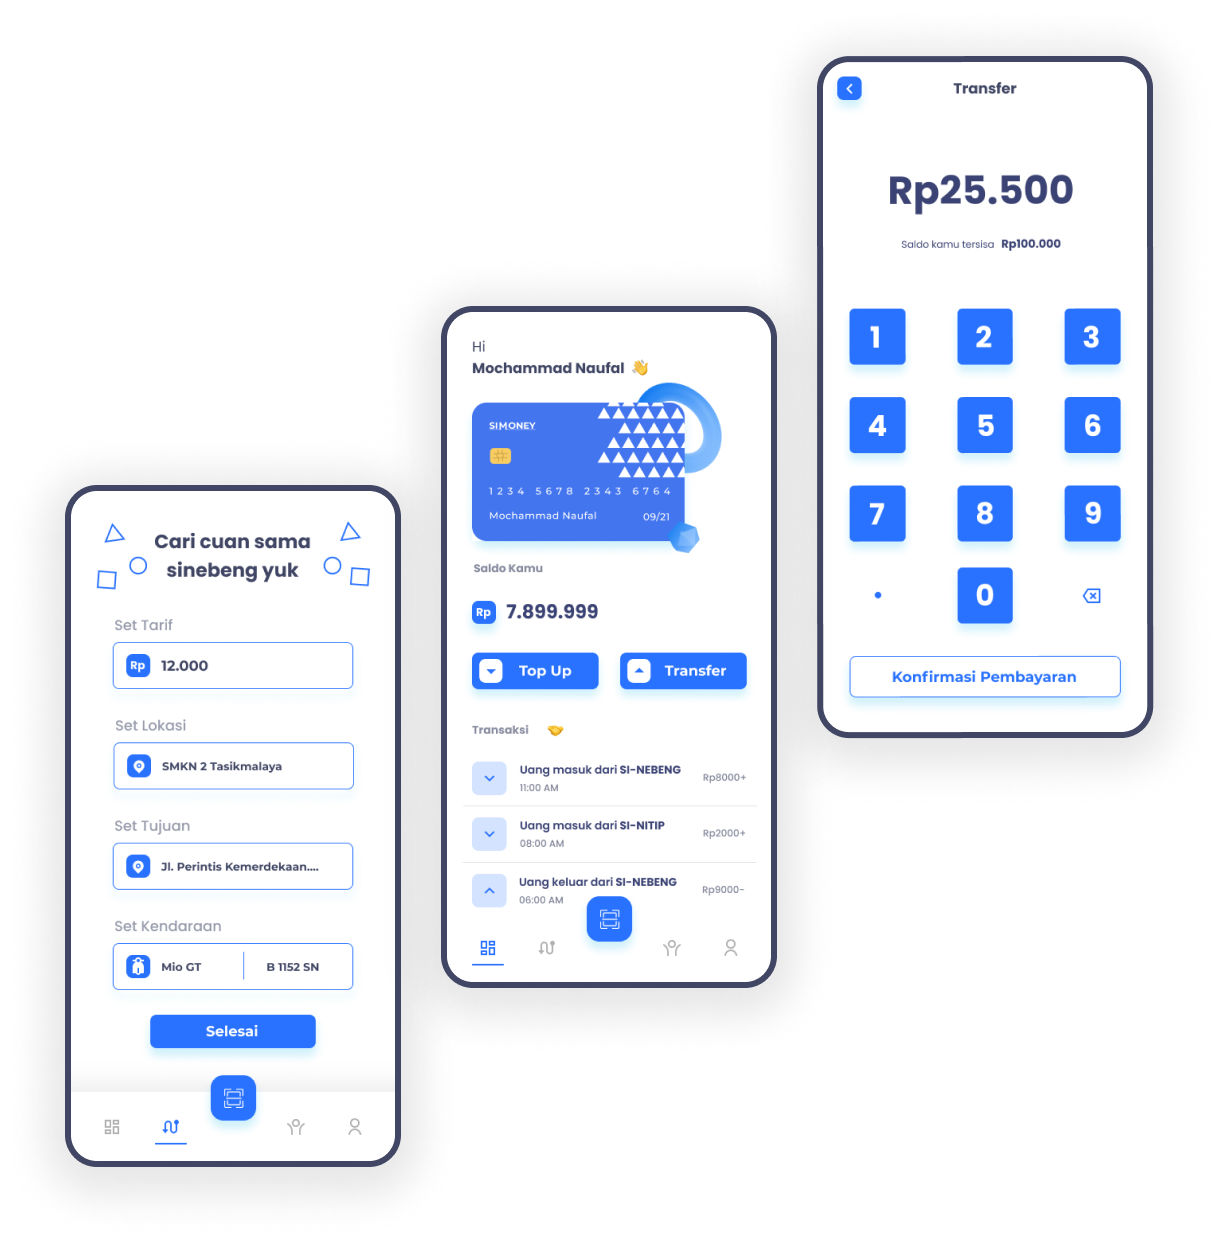 Cari cuan sama
sinebeng yuk
Set Tarif
Rp 12.000
Set Lokasi
SMKN 2 Tasikmalaya
Set Tujuan
Jl. Perintis Kemerdekaan....
Set Kendaraan
Mio GT B 1152 SN
Selesai
Hi
Mochammad Naufal 👋
SIMONEY
1234 5678 2343 6764
Mochammad Naufal 09/21
Saldo Kamu
Rp 7.899.999
Top Up Transfer
Transaksi
Uang masuk dari SI-NEBENG Rp8000+
11:00 AM
Uang masuk dari SI-NITIP Rp2000+
08:00 AM
Uang keluar dari SI-NEBENG Rp9000-
06:00 AM
Transfer
Rp25.500
Saldo kamu tersisa Rp100.000
1 2 3
4 5 6
7 8 9
• 0
Konfirmasi Pembayaran